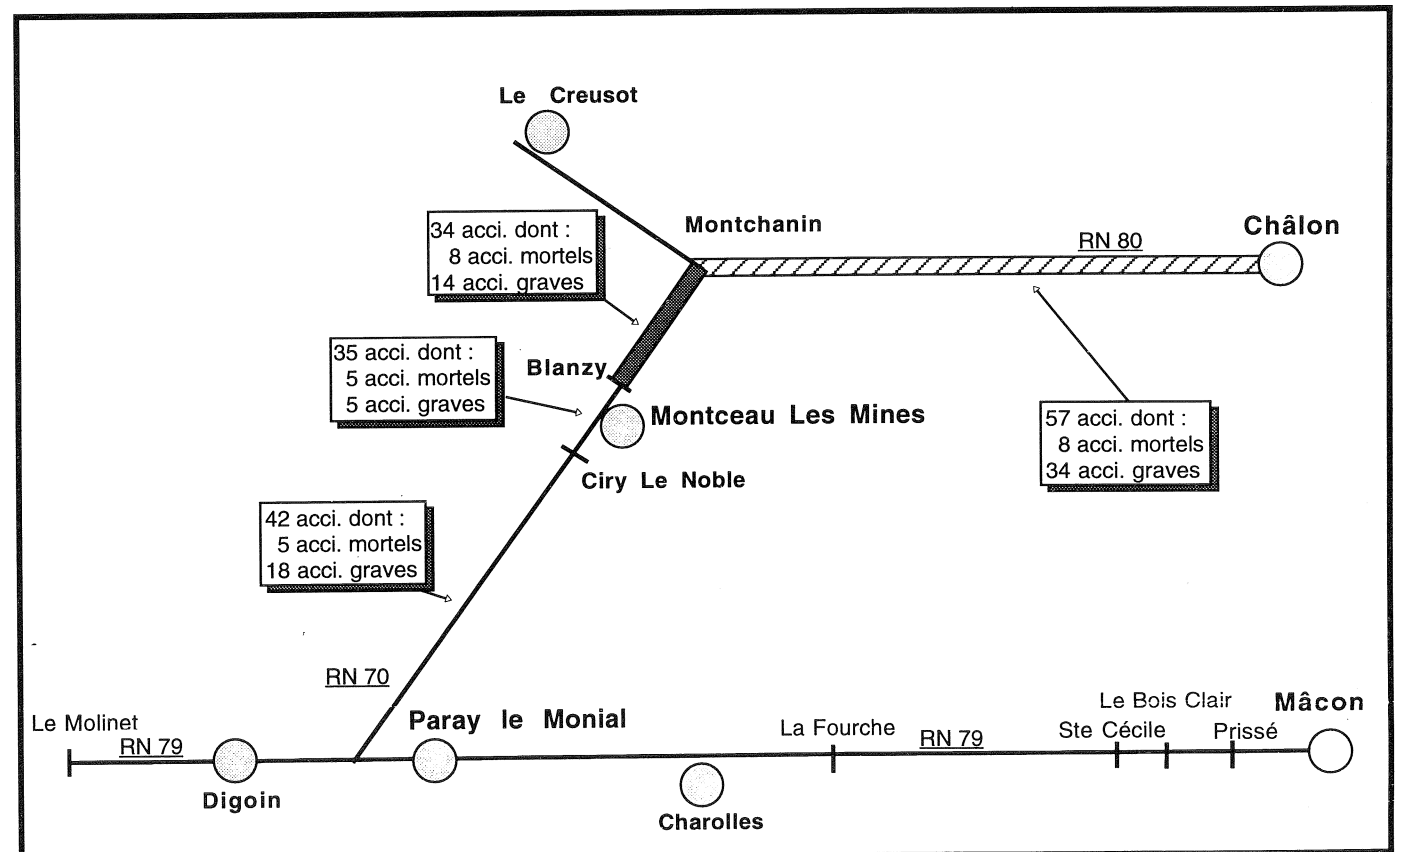 Le Creusot
34 acci. dont :
8 acci. mortels
14 acci. graves
Montchanin
RN 80
Châlon
35 acci. dont :
5 acci. mortels
5 acci. graves
Blanzy
Montceau Les Mines
57 acci. dont :
8 acci. mortels
34 acci. graves
Ciry Le Noble
42 acci. dont :
5 acci. mortels
18 acci. graves
RN 70
Le Molinet
RN 79
Digoin
Paray le Monial
Charolles
La Fourche
RN 79
Le Bois Clair
Ste Cécile
Prissé
Mâcon